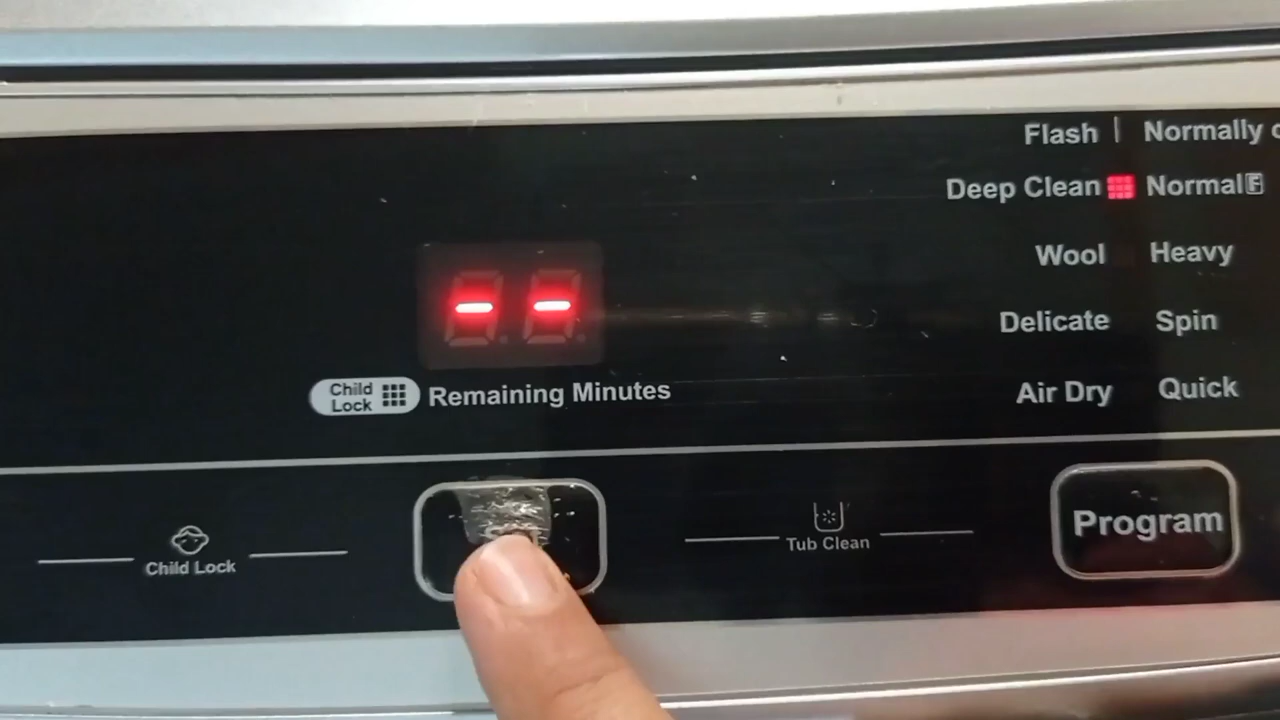 Flash | Normally
Deep Clean Normal F
Wool Heavy
Delicate Spin
Air Dry Quick
--
Child
Lock
Remaining Minutes
Child Lock
Tub Clean
Program